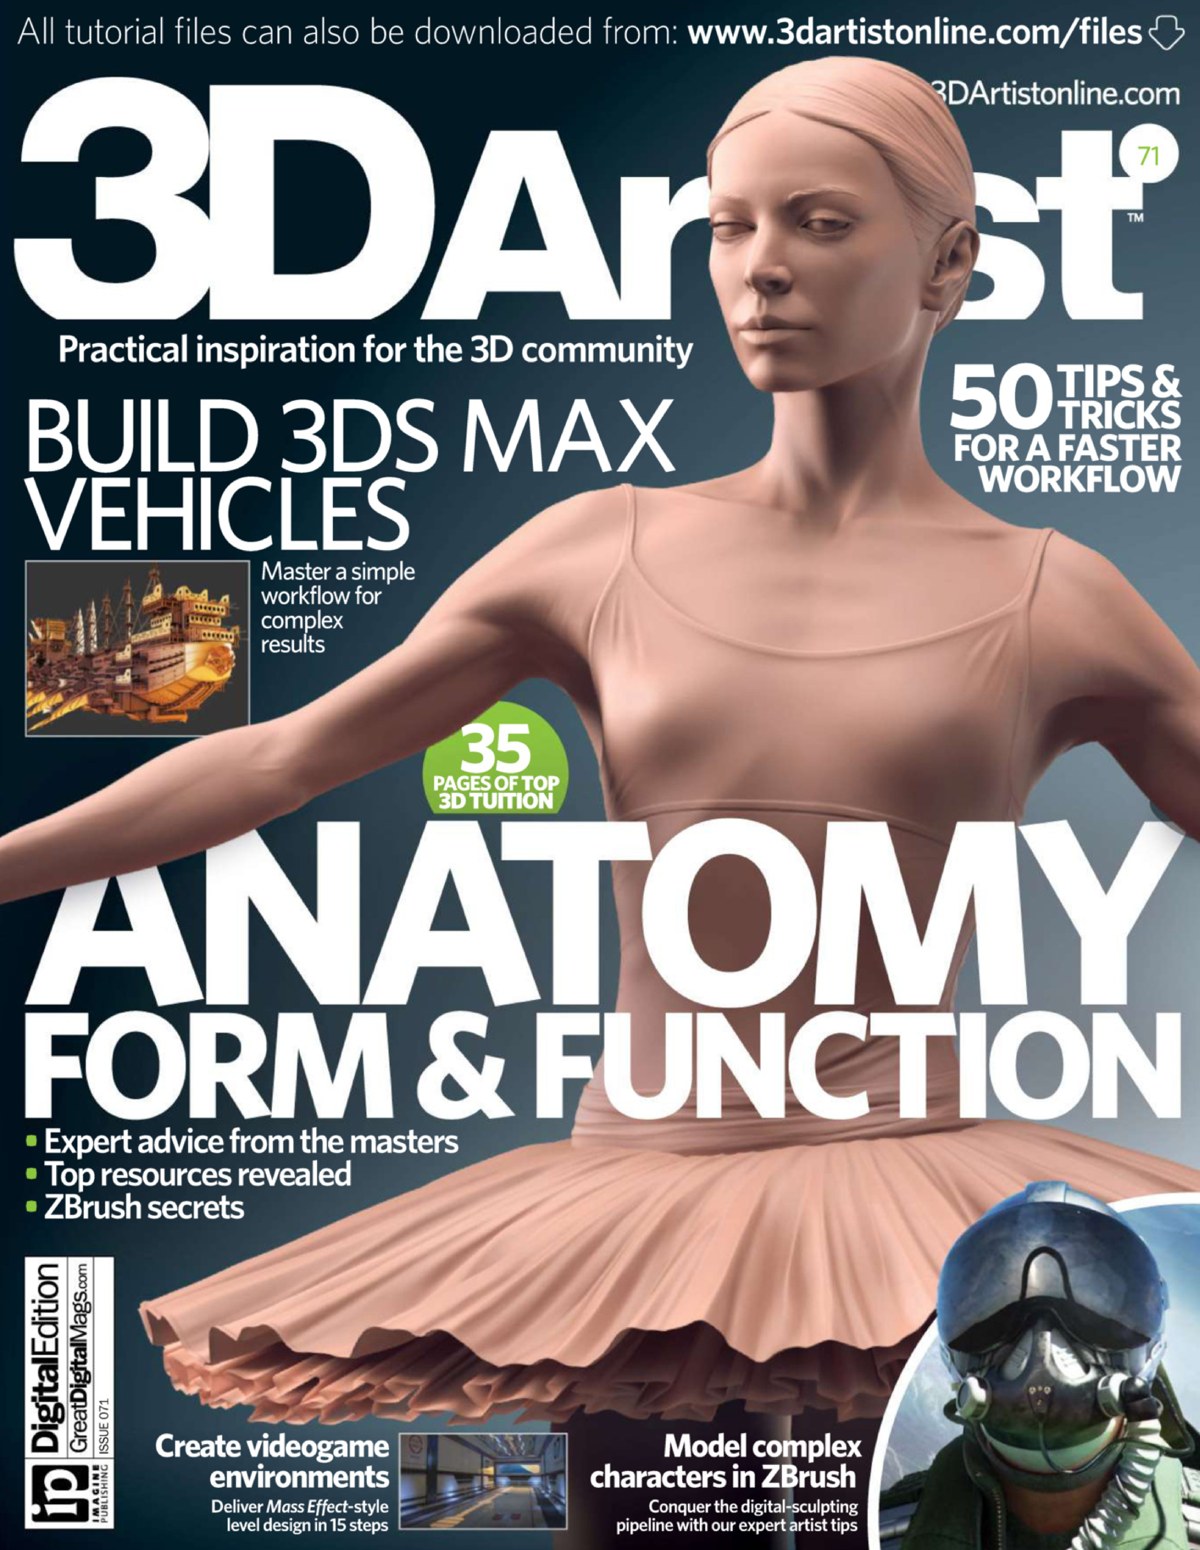 All tutorial files can also be downloaded from: www.3dartistonline.com/files
3DArtistonline.com
3DArtist
71
™
Practical inspiration for the 3D community
BUILD 3DS MAX
VEHICLES
Master a simple
workflow for
complex
results
50 TIPS &
TRICKS
FOR A FASTER
WORKFLOW
35
PAGES OF TOP
3D TUITION
ANATOMY
FORM & FUNCTION
• Expert advice from the masters
• Top resources revealed
• ZBrush secrets
DigitalEdition
GreatDigitalMags.com
ISSUE 071
ip
IMAGINE
PUBLISHING
Create videogame
environments
Deliver Mass Effect-style
level design in 15 steps
Model complex
characters in ZBrush
Conquer the digital-sculpting
pipeline with our expert artist tips